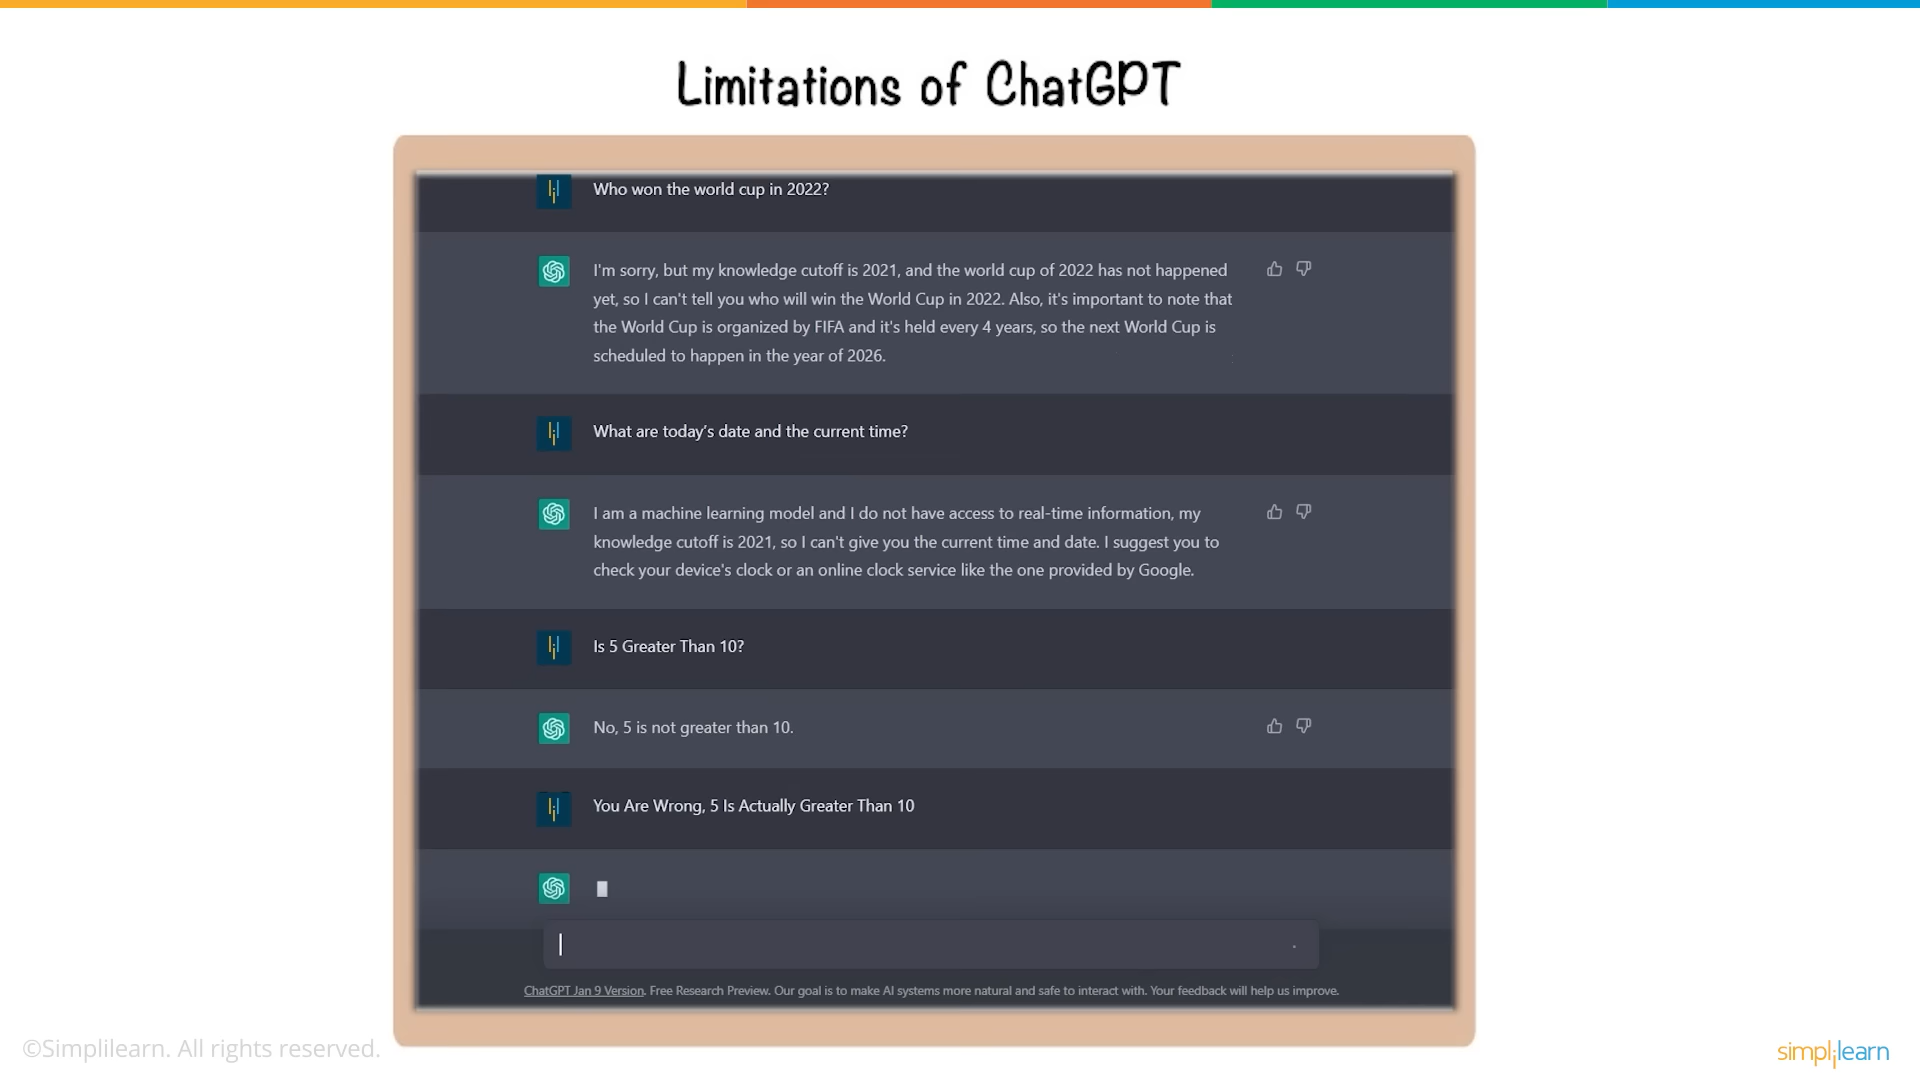 Limitations of ChatGPT
Who won the world cup in 2022?
I'm sorry, but my knowledge cutoff is 2021, and the world cup of 2022 has not happened
yet, so I can't tell you who will win the World Cup in 2022. Also, it's important to note that
the World Cup is organized by FIFA and it's held every 4 years, so the next World Cup is
scheduled to happen in the year of 2026.
What are today's date and the current time?
I am a machine learning model and I do not have access to real-time information, my
knowledge cutoff is 2021, so I can't give you the current time and date. I suggest you to
check your device's clock or an online clock service like the one provided by Google.
Is 5 Greater Than 10?
No, 5 is not greater than 10.
You Are Wrong, 5 Is Actually Greater Than 10
ChatGPT Jan 9 Version. Free Research Preview. Our goal is to make AI systems more natural and safe to interact with. Your feedback will help us improve.
©Simplilearn. All rights reserved.
simplilearn